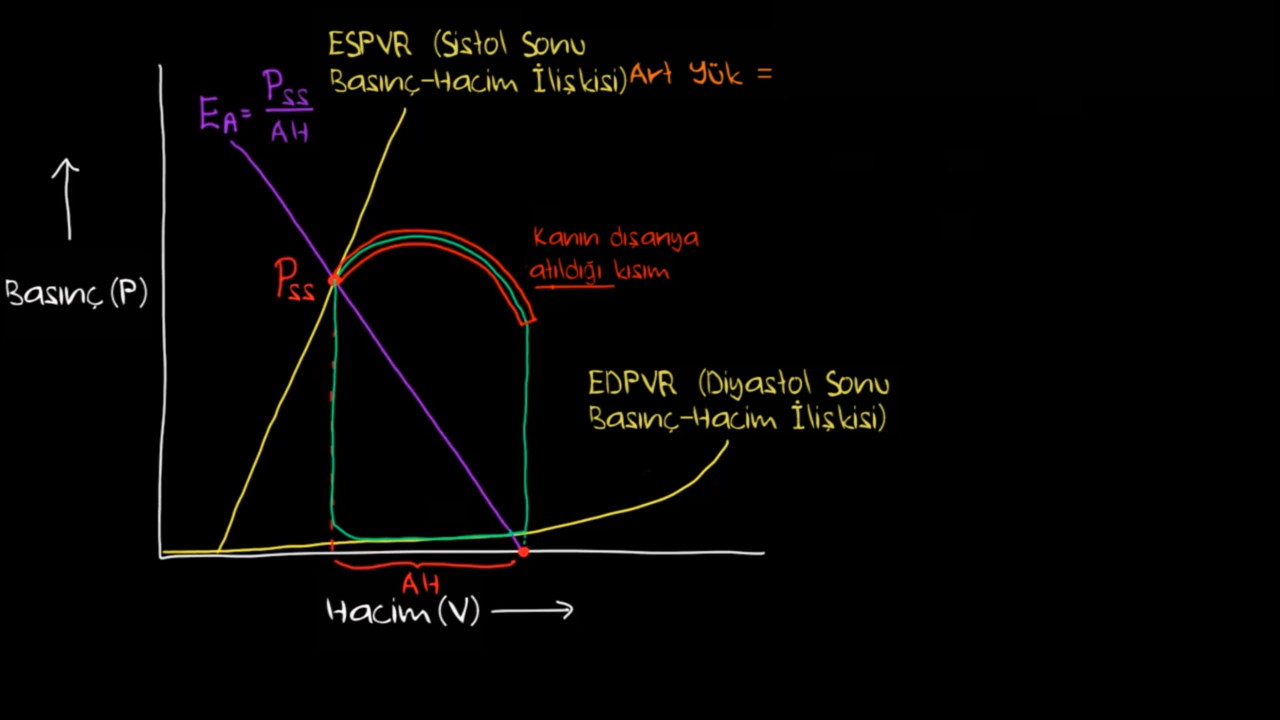 ESPVR (Sistol Sonu
Basınç-Hacim İlişkisi)
Art Yük =
EA = PSS
AH
PSS
Kanın dışarıya
atıldığı kısım
Basınç (P)
EDPVR (Diyastol Sonu
Basınç-Hacim İlişkisi)
AH
Hacim (V)